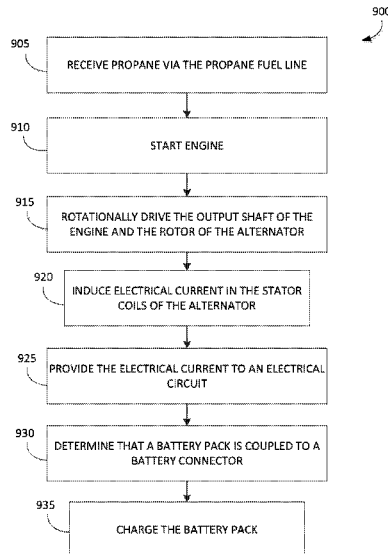 900
905
RECEIVE PROPANE VIA THE PROPANE FUEL LINE
910
START ENGINE
915
ROTATIONALLY DRIVE THE OUTPUT SHAFT OF THE
ENGINE AND THE ROTOR OF THE ALTERNATOR
920
INDUCE ELECTRICAL CURRENT IN THE STATOR
COILS OF THE ALTERNATOR
925
PROVIDE THE ELECTRICAL CURRENT TO AN ELECTRICAL
CIRCUIT
930
DETERMINE THAT A BATTERY PACK IS COUPLED TO A
BATTERY CONNECTOR
935
CHARGE THE BATTERY PACK